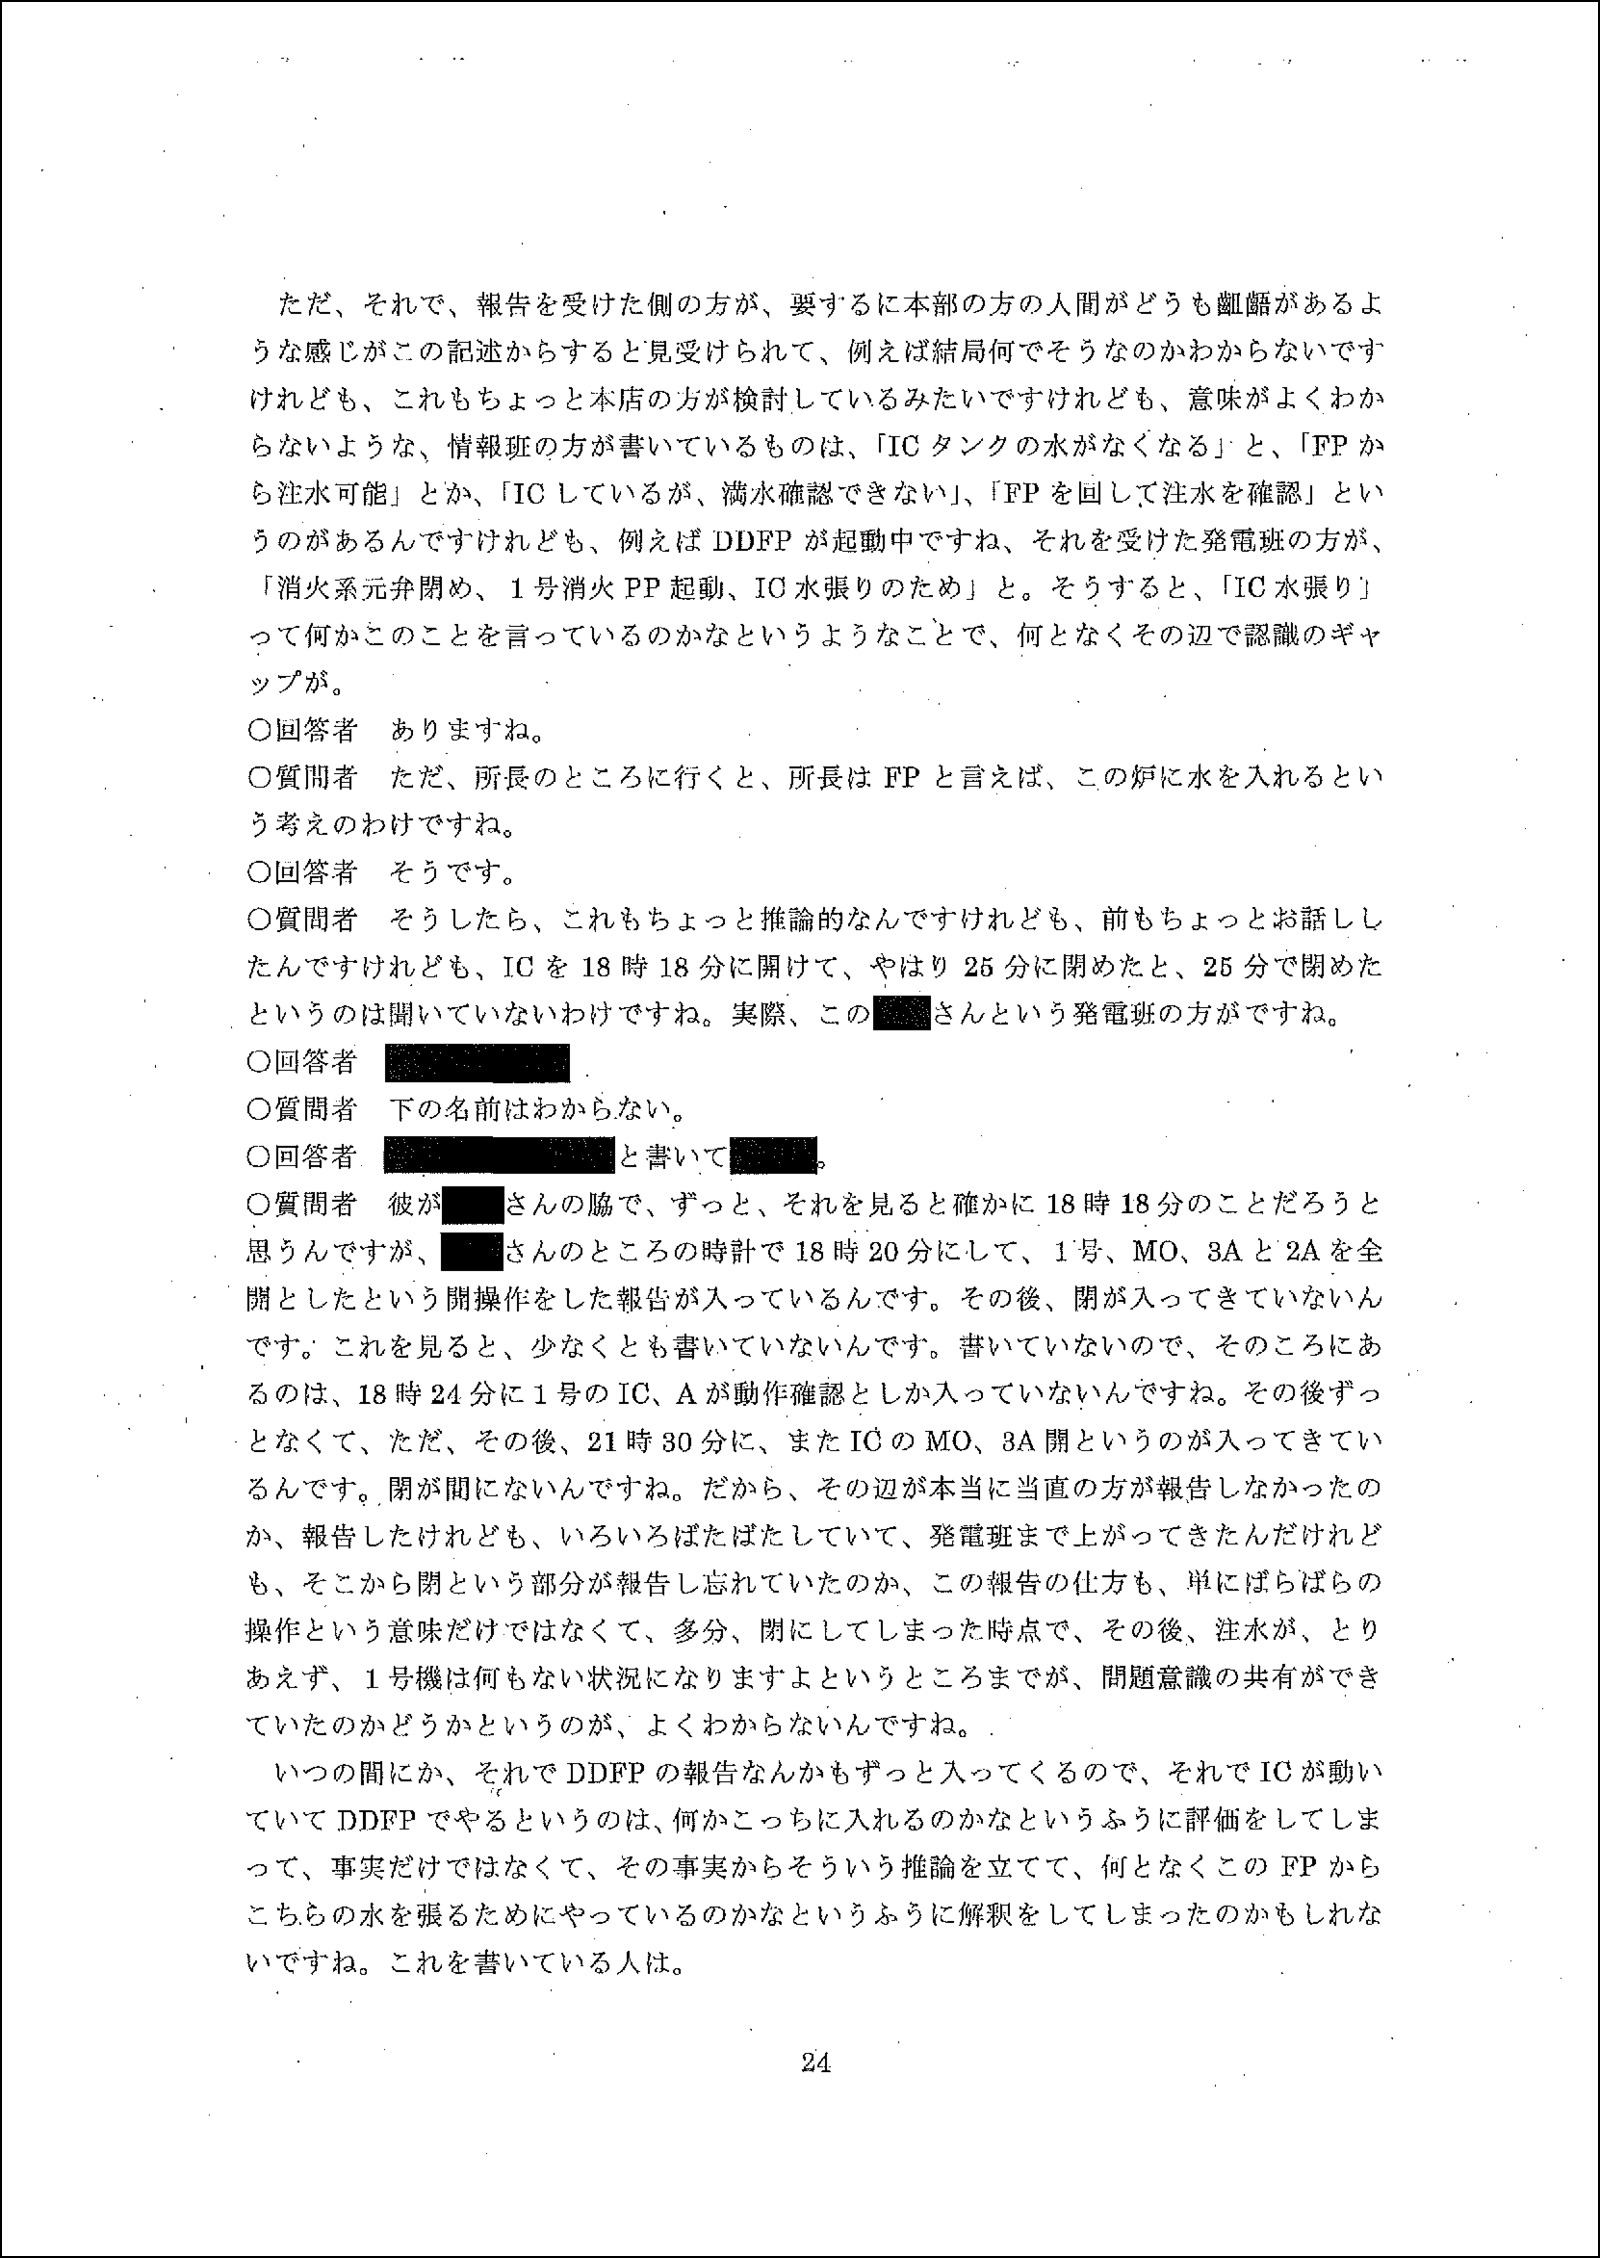 ただ、それで、報告を受けた側の方が、要するに本部の方の人間がどうも齟齬があるよ
うな感じがこの記述からすると見受けられて、例えば結局何でそうなのかわからないです
けれども、これもちょっと本店の方が検討しているみたいですけれども、意味がよくわか
らないような、情報班の方が書いているものは、「IC タンクの水がなくなる」と、「FP か
ら注水可能」とか、「IC しているが、満水確認できない」、「FP を回して注水を確認」とい
うのがあるんですけれども、例えば DDFP が起動中ですね、それを受けた発電班の方が、
「消火系元弁閉め、1 号消火 PP 起動、IC 水張りのため」と。そうすると、「IC 水張り」
って何かこのことを言っているのかなというようなことで、何となくその辺で認識のギャ
ップが。
○回答者　ありますね。
○質問者　ただ、所長のところに行くと、所長は FP と言えば、この炉に水を入れるとい
う考えのわけですね。
○回答者　そうです。
○質問者　そうしたら、これもちょっと推論的なんですけれども、前もちょっとお話しし
たんですけれども、IC を 18 時 18 分に開けて、やはり 25 分に閉めたと、25 分で閉めた
というのは聞いていないわけですね。実際、この さんという発電班の方がですね。
○回答者
○質問者　下の名前はわからない。
○回答者　 と書いて 。
○質問者　彼が さんの脇で、ずっと、それを見ると確かに 18 時 18 分のことだろうと
思うんですが、 さんのところの時計で 18 時 20 分にして、1 号、MO、3A と 2A を全
開としたという開操作をした報告が入っているんです。その後、閉が入ってきていないん
です。これを見ると、少なくとも書いていないんです。書いていないので、そのころにあ
るのは、18 時 24 分に 1 号の IC、A が動作確認としか入っていないんですね。その後ずっ
となくて、ただ、その後、21 時 30 分に、また IC の MO、3A 開というのが入ってきてい
るんです。閉が間にないんですね。だから、その辺が本当に当直の方が報告しなかったの
か、報告したけれども、いろいろばたばたしていて、発電班まで上がってきたんだけれど
も、そこから閉という部分が報告し忘れていたのか、この報告の仕方も、単にばらばらの
操作という意味だけではなくて、多分、閉にしてしまった時点で、その後、注水が、とり
あえず、1 号機は何もない状況になりますよというところまでが、問題意識の共有ができ
ていたのかどうかというのが、よくわからないんですね。
いつの間にか、それで DDFP の報告なんかもずっと入ってくるので、それで IC が動い
ていて DDFP でやるというのは、何かこっちに入れるのかなというふうに評価をしてしま
って、事実だけではなくて、その事実からそういう推論を立てて、何となくこの FP から
こちらの水を張るためにやっているのかなというふうに解釈をしてしまったのかもしれな
いですね。これを書いている人は。
24